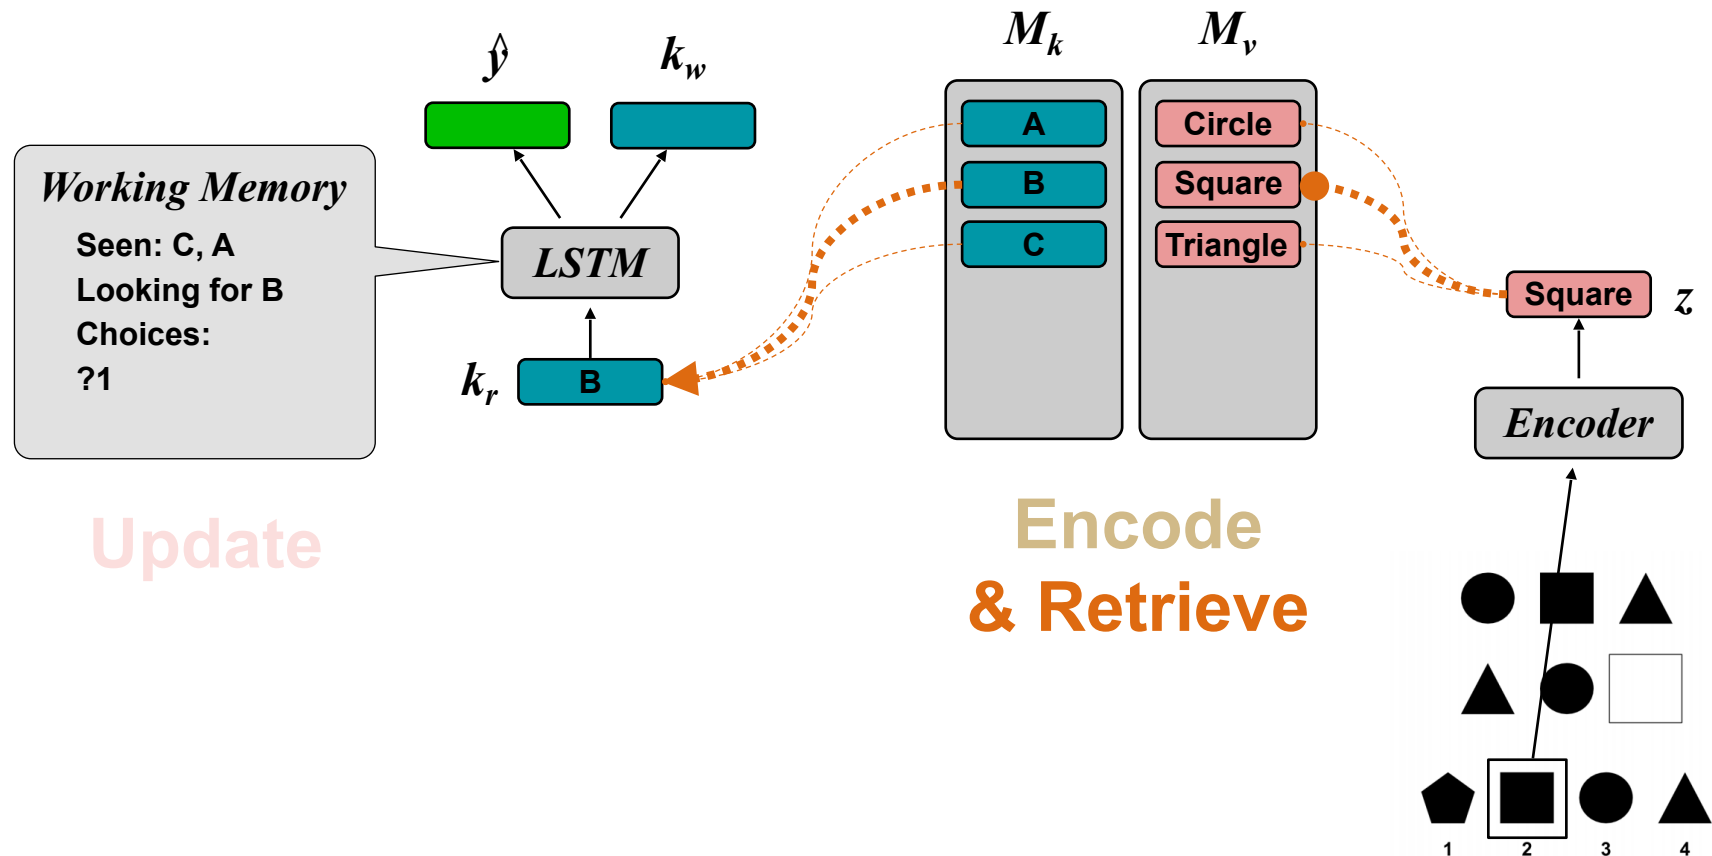 ŷ
k_w
M_k
M_v
Working Memory
Seen: C, A
Looking for B
Choices:
?1
LSTM
k_r
B
A
B
C
Circle
Square
Triangle
Square
z
Encoder
Update
Encode
& Retrieve
1 2 3 4